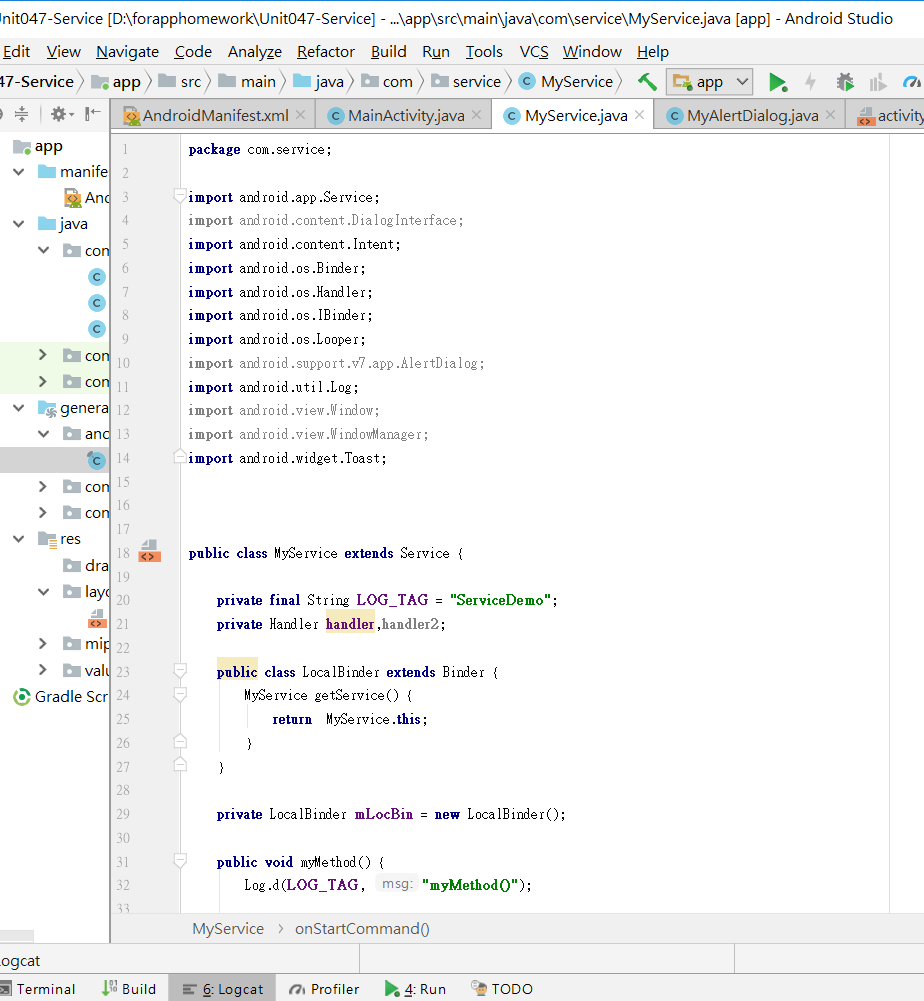 nit047-Service [D:\forapphomework\Unit047-Service] - ...\app\src\main\java\com\service\MyService.java [app] - Android Studio
Edit View Navigate Code Analyze Refactor Build Run Tools VCS Window Help
47-Service app src main java com service MyService app
AndroidManifest.xml MainActivity.java MyService.java MyAlertDialog.java activity
app
manife
And
java
com
C
C
C
com
com
genera
and
C
com
com
res
dra
layo
mip
valu
Gradle Scr
1 package com.service;
2
3 import android.app.Service;
4 import android.content.DialogInterface;
5 import android.content.Intent;
6 import android.os.Binder;
7 import android.os.Handler;
8 import android.os.IBinder;
9 import android.os.Looper;
10 import android.support.v7.app.AlertDialog;
11 import android.util.Log;
12 import android.view.Window;
13 import android.view.WindowManager;
14 import android.widget.Toast;
15
16
17
18 public class MyService extends Service {
19
20 private final String LOG_TAG = "ServiceDemo";
21 private Handler handler,handler2;
22
23 public class LocalBinder extends Binder {
24 MyService getService() {
25 return MyService.this;
26 }
27 }
28
29 private LocalBinder mLocBin = new LocalBinder();
30
31 public void myMethod() {
32 Log.d(LOG_TAG, msg: "myMethod()");
33
MyService › onStartCommand()
ogcat
Terminal Build 6: Logcat Profiler 4: Run TODO